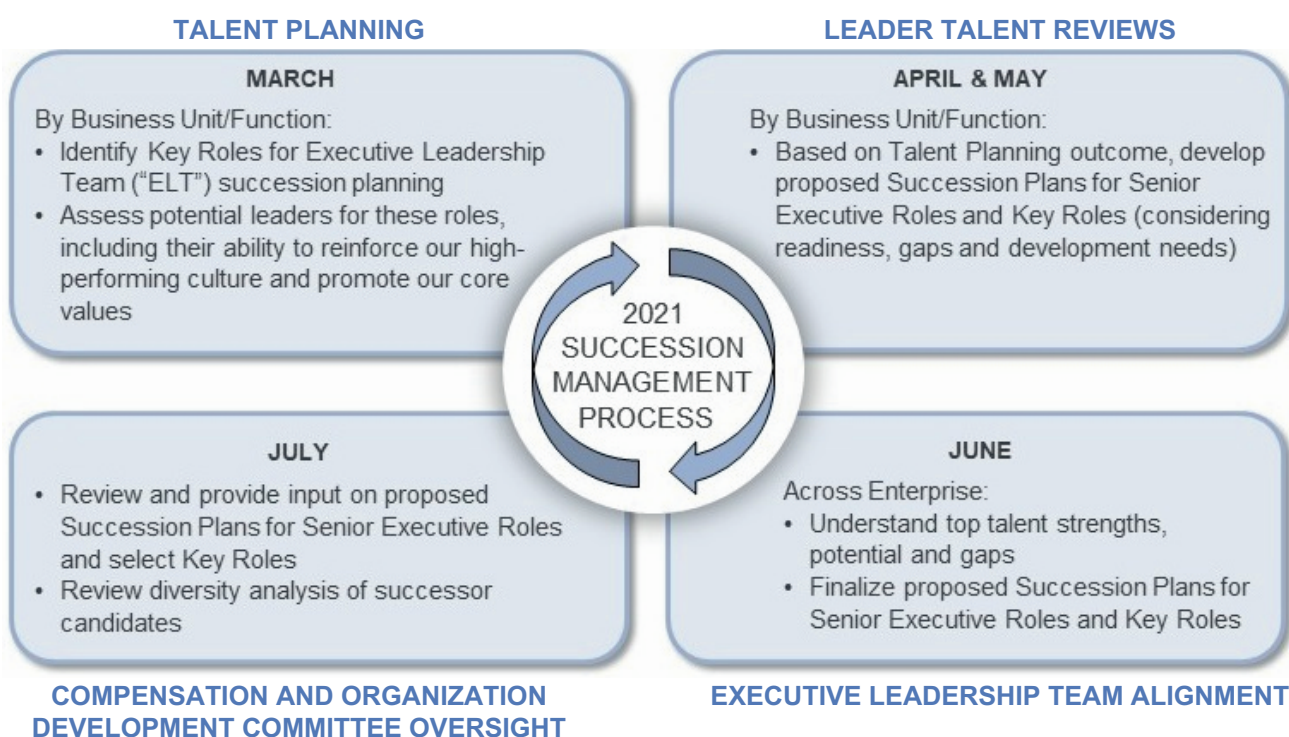 TALENT PLANNING
MARCH
By Business Unit/Function:
• Identify Key Roles for Executive Leadership
Team (“ELT”) succession planning
• Assess potential leaders for these roles,
including their ability to reinforce our high-
performing culture and promote our core
values
LEADER TALENT REVIEWS
APRIL & MAY
By Business Unit/Function:
• Based on Talent Planning outcome, develop
proposed Succession Plans for Senior
Executive Roles and Key Roles (considering
readiness, gaps and development needs)
2021
SUCCESSION
MANAGEMENT
PROCESS
JUNE
Across Enterprise:
• Understand top talent strengths,
potential and gaps
• Finalize proposed Succession Plans for
Senior Executive Roles and Key Roles
EXECUTIVE LEADERSHIP TEAM ALIGNMENT
JULY
• Review and provide input on proposed
Succession Plans for Senior Executive Roles
and select Key Roles
• Review diversity analysis of successor
candidates
COMPENSATION AND ORGANIZATION
DEVELOPMENT COMMITTEE OVERSIGHT